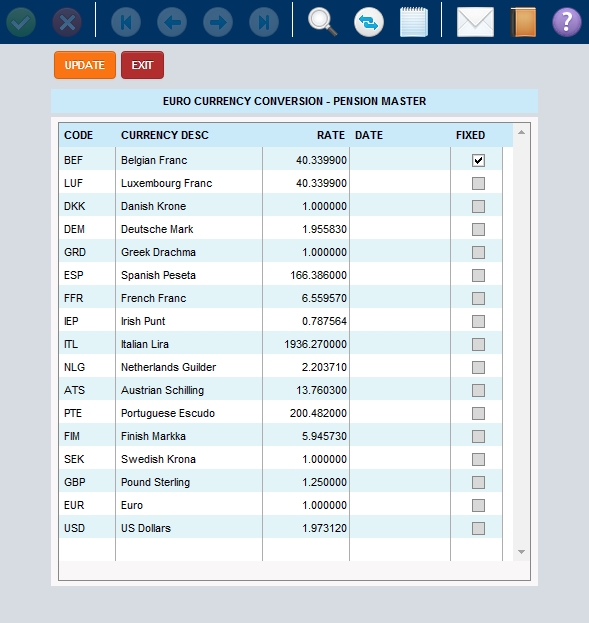 ?
UPDATE EXIT
EURO CURRENCY CONVERSION - PENSION MASTER
CODE CURRENCY DESC RATE DATE FIXED
BEF Belgian Franc 40.339900
LUF Luxembourg Franc 40.339900
DKK Danish Krone 1.000000
DEM Deutsche Mark 1.955830
GRD Greek Drachma 1.000000
ESP Spanish Peseta 166.386000
FFR French Franc 6.559570
IEP Irish Punt 0.787564
ITL Italian Lira 1936.270000
NLG Netherlands Guilder 2.203710
ATS Austrian Schilling 13.760300
PTE Portuguese Escudo 200.482000
FIM Finish Markka 5.945730
SEK Swedish Krona 1.000000
GBP Pound Sterling 1.250000
EUR Euro 1.000000
USD US Dollars 1.973120